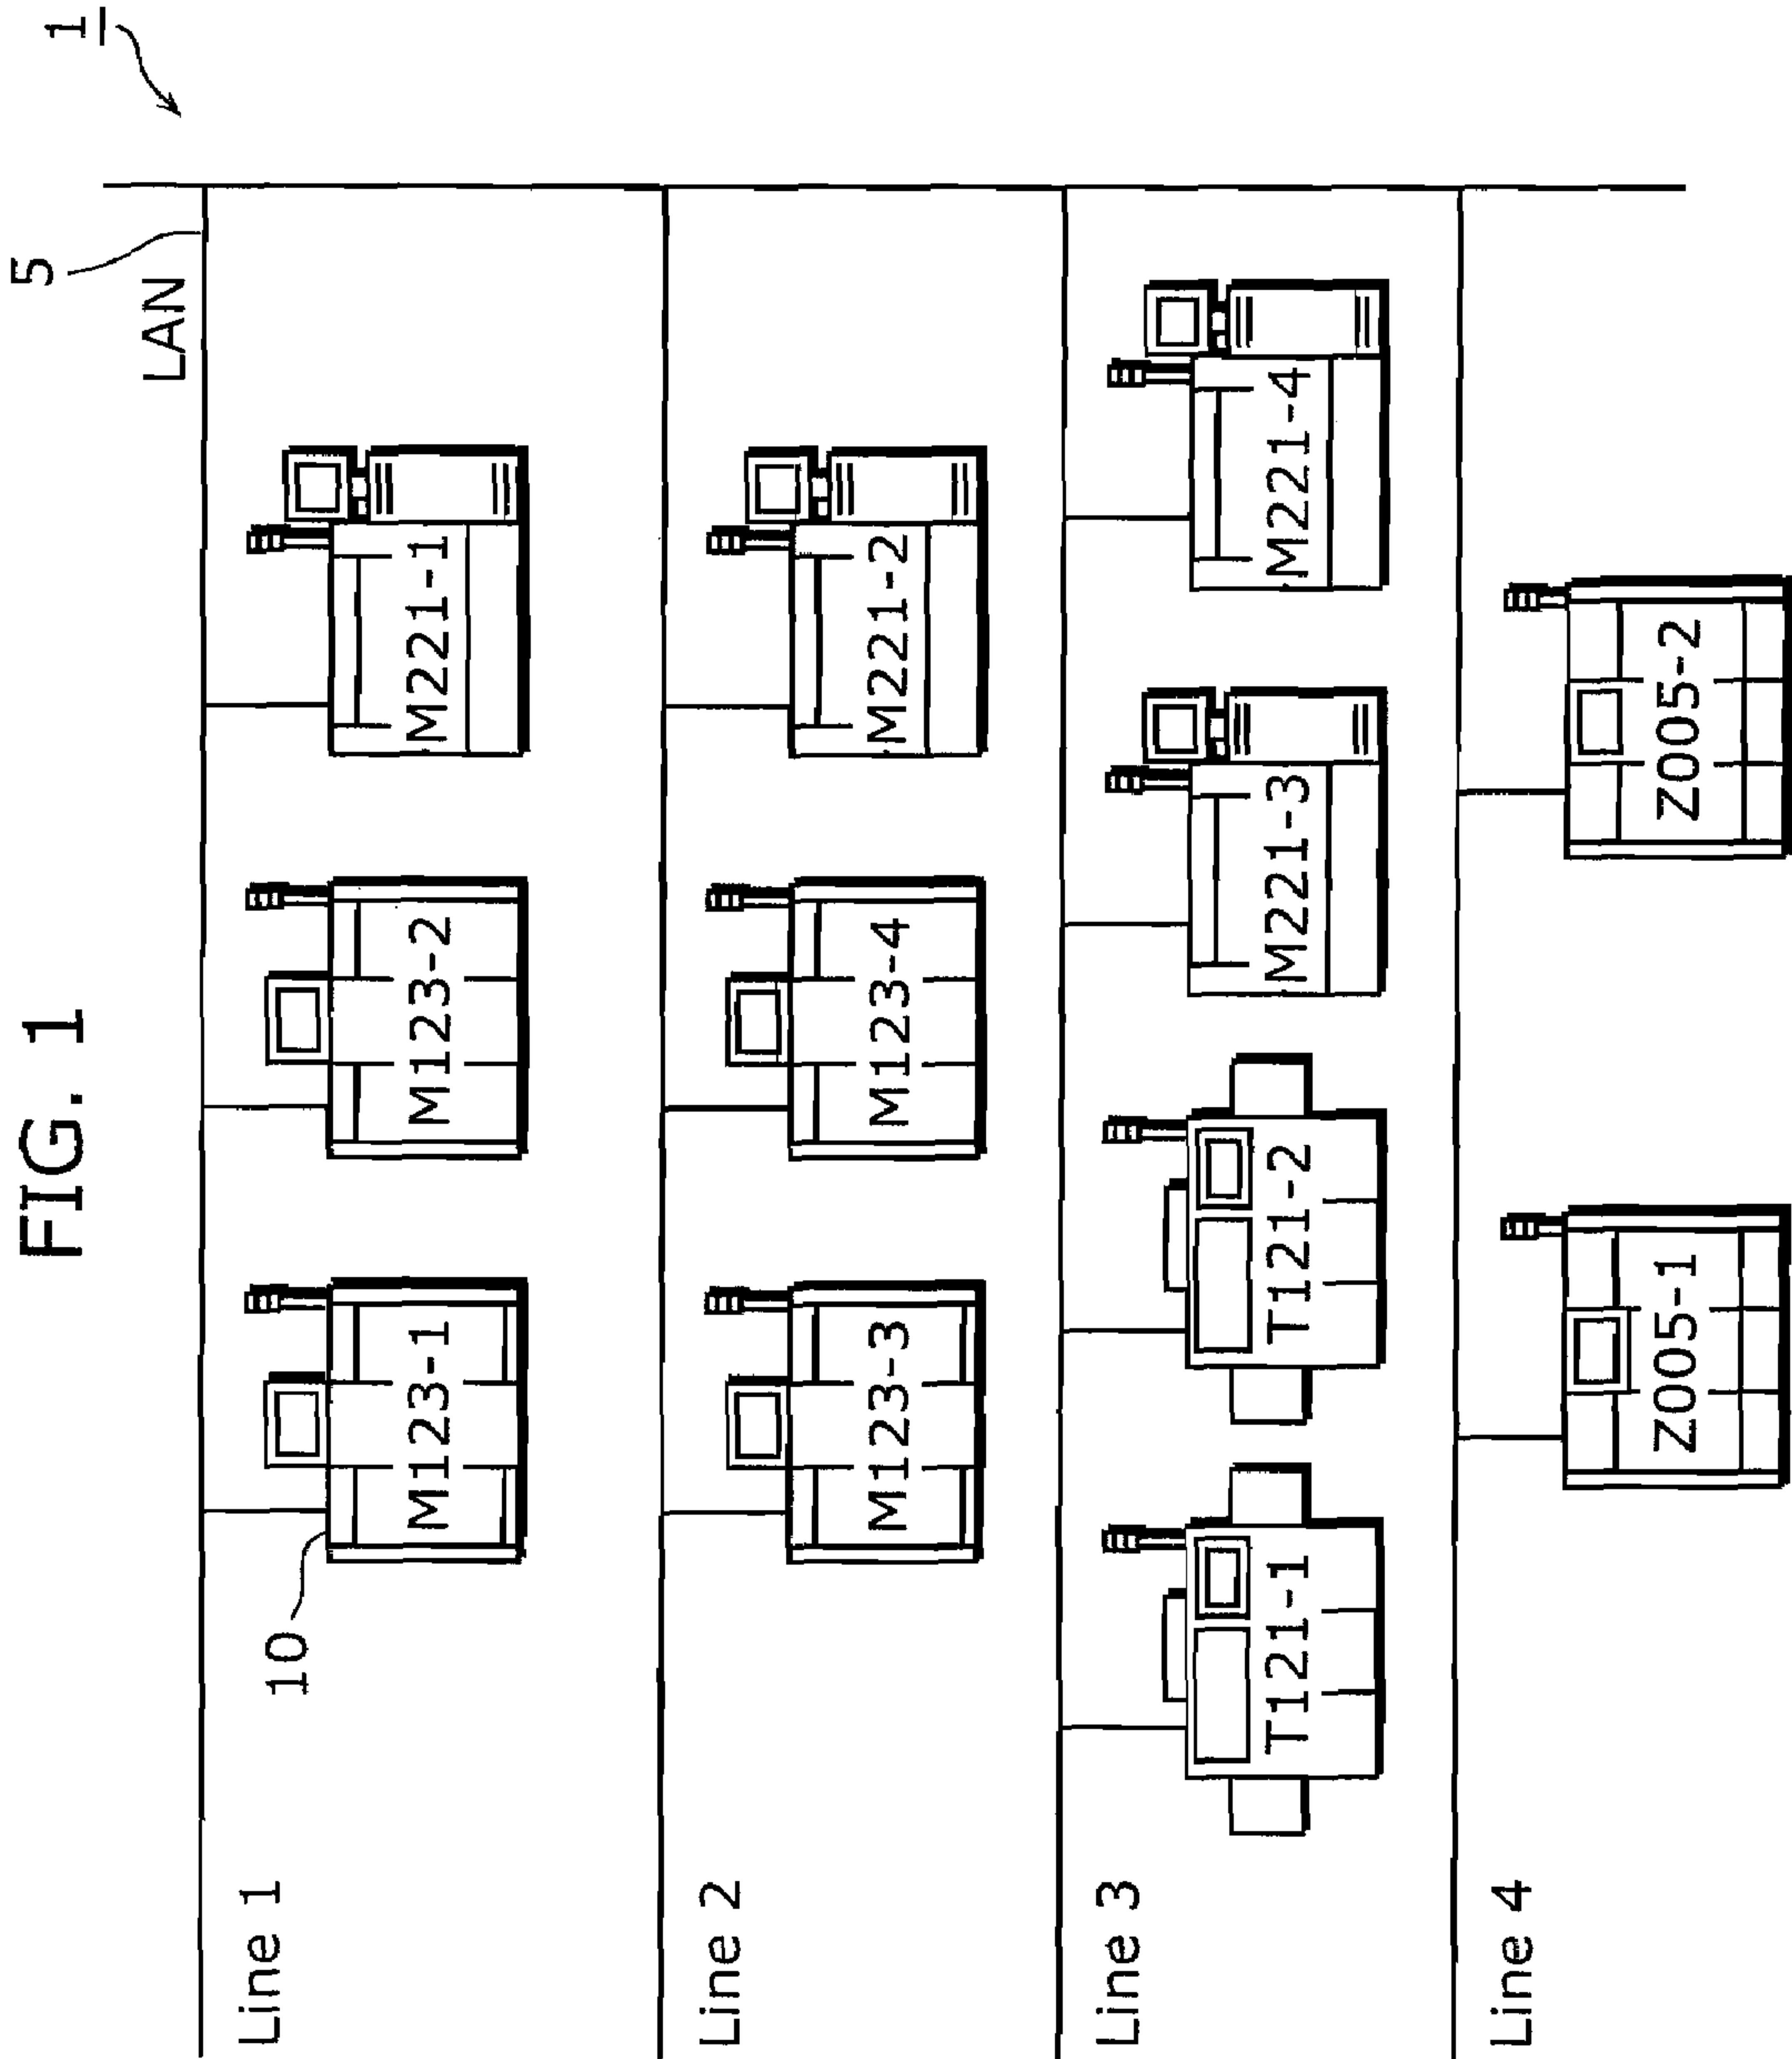 FIG. 1
1
5
LAN
Line 1
10
M123-1
M123-2
M221-1
Line 2
M123-3
M123-4
M221-2
Line 3
T121-1
T121-2
M221-3
M221-4
Line 4
Z005-1
Z005-2